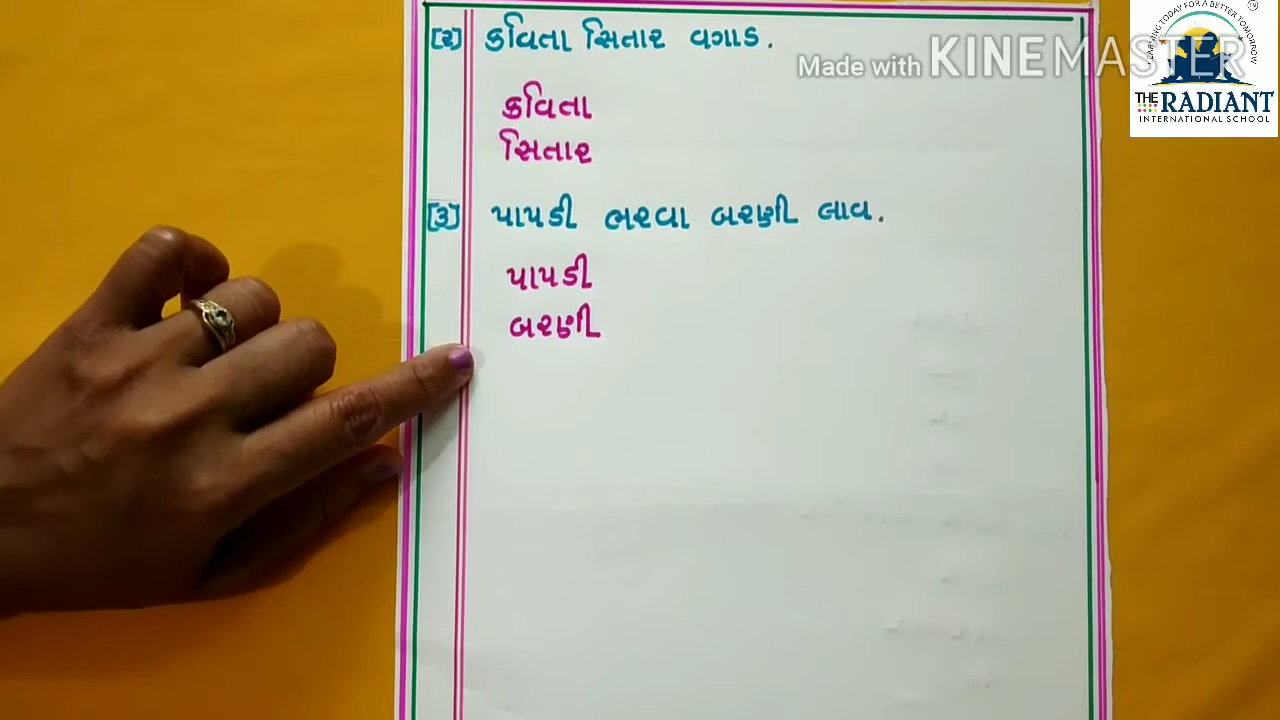 [૨] કવિતા સિતાર વગાડ.
કવિતા
સિતાર
[૩] પાપડી ભરવા બરણી લાવ.
પાપડી
બરણી
Made with KINEMASTER
THE RADIANT
INTERNATIONAL SCHOOL